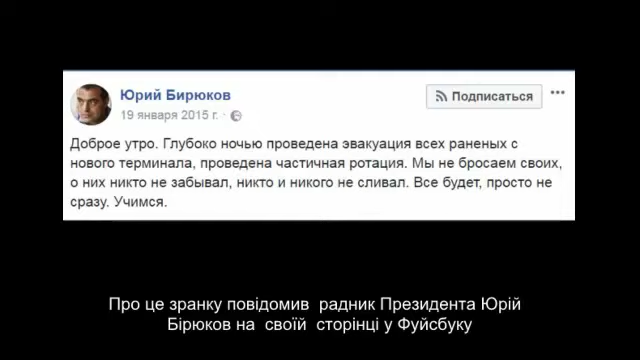 Юрий Бирюков
Подписаться
19 января 2015 г. ·
Доброе утро. Глубоко ночью проведена эвакуация всех раненых с
нового терминала, проведена частичная ротация. Мы не бросаем своих,
о них никто не забывал, никто и никого не сливал. Все будет, просто не
сразу. Учимся.
Про це зранку повідомив радник Президента Юрій
Бірюков на своїй сторінці у Фуйсбуку